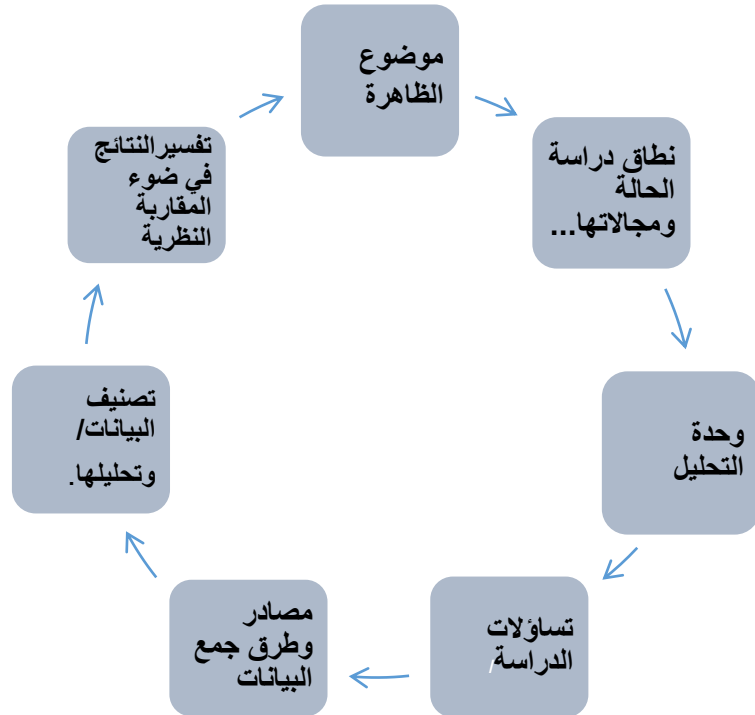 موضوع
الظاهرة
نطاق دراسة
الحالة
ومجالاتها...
وحدة
التحليل
تساؤلات
الدراسة/
مصادر
وطرق جمع
البيانات
تصنيف
البيانات/
وتحليلها.
تفسيرالنتائج
في ضوء
المقاربة
النظرية